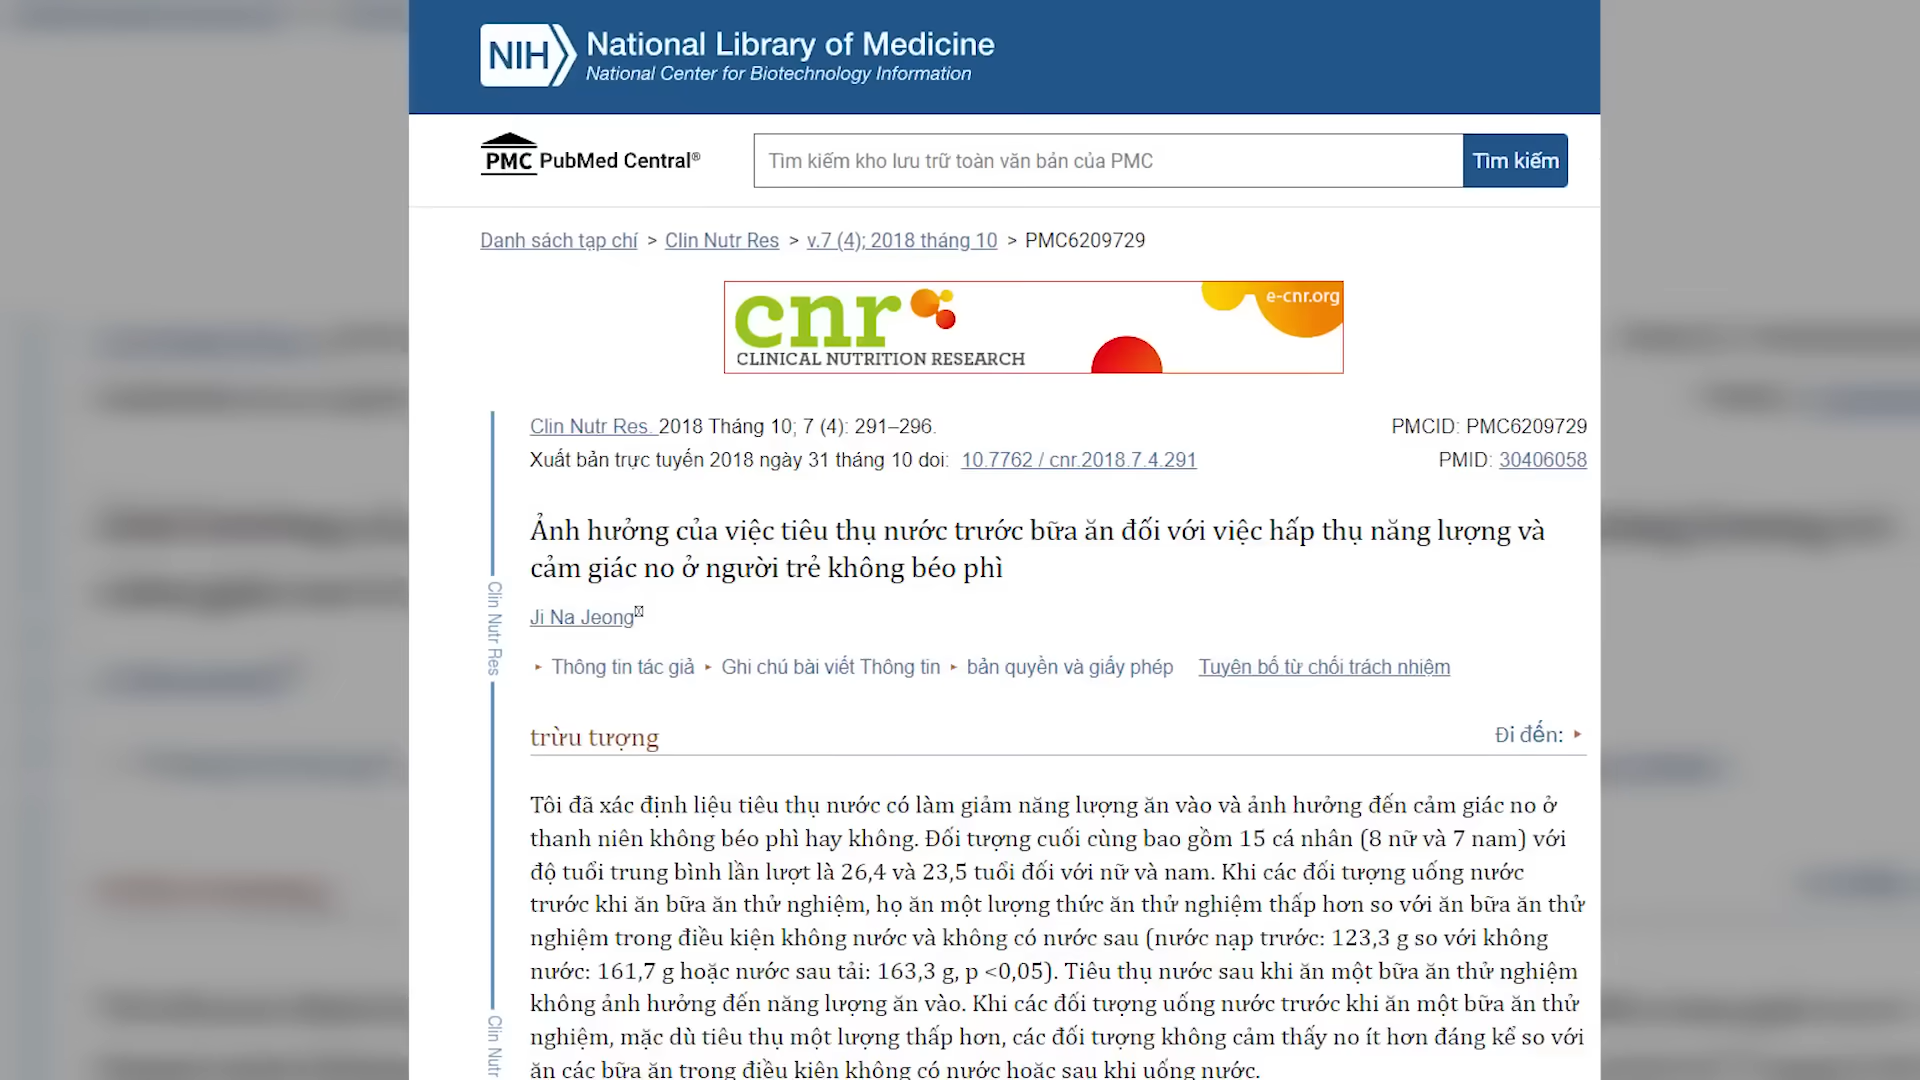 NIH National Library of Medicine
National Center for Biotechnology Information
PMC PubMed Central®
Tìm kiếm kho lưu trữ toàn văn bản của PMC
Tìm kiếm
Danh sách tạp chí > Clin Nutr Res > v.7 (4); 2018 tháng 10 > PMC6209729
cnr
e-cnr.org
CLINICAL NUTRITION RESEARCH
Clin Nutr Res. 2018 Tháng 10; 7 (4): 291–296.
PMCID: PMC6209729
Xuất bản trực tuyến 2018 ngày 31 tháng 10 doi: 10.7762 / cnr.2018.7.4.291
PMID: 30406058
Ảnh hưởng của việc tiêu thụ nước trước bữa ăn đối với việc hấp thụ năng lượng và
cảm giác no ở người trẻ không béo phì
Ji Na Jeong
Thông tin tác giả Ghi chú bài viết Thông tin bản quyền và giấy phép Tuyên bố từ chối trách nhiệm
Clin Nutr Res
trừu tượng
Đi đến:
Tôi đã xác định liệu tiêu thụ nước có làm giảm năng lượng ăn vào và ảnh hưởng đến cảm giác no ở
thanh niên không béo phì hay không. Đối tượng cuối cùng bao gồm 15 cá nhân (8 nữ và 7 nam) với
độ tuổi trung bình lần lượt là 26,4 và 23,5 tuổi đối với nữ và nam. Khi các đối tượng uống nước
trước khi ăn bữa ăn thử nghiệm, họ ăn một lượng thức ăn thử nghiệm thấp hơn so với ăn bữa ăn thử
nghiệm trong điều kiện không nước và không có nước sau (nước nạp trước: 123,3 g so với không
nước: 161,7 g hoặc nước sau tải: 163,3 g, p <0,05). Tiêu thụ nước sau khi ăn một bữa ăn thử nghiệm
không ảnh hưởng đến năng lượng ăn vào. Khi các đối tượng uống nước trước khi ăn một bữa ăn thử
nghiệm, mặc dù tiêu thụ một lượng thấp hơn, các đối tượng không cảm thấy no ít hơn đáng kể so với
ăn các bữa ăn trong điều kiện không có nước hoặc sau khi uống nước.
Clin Nutr